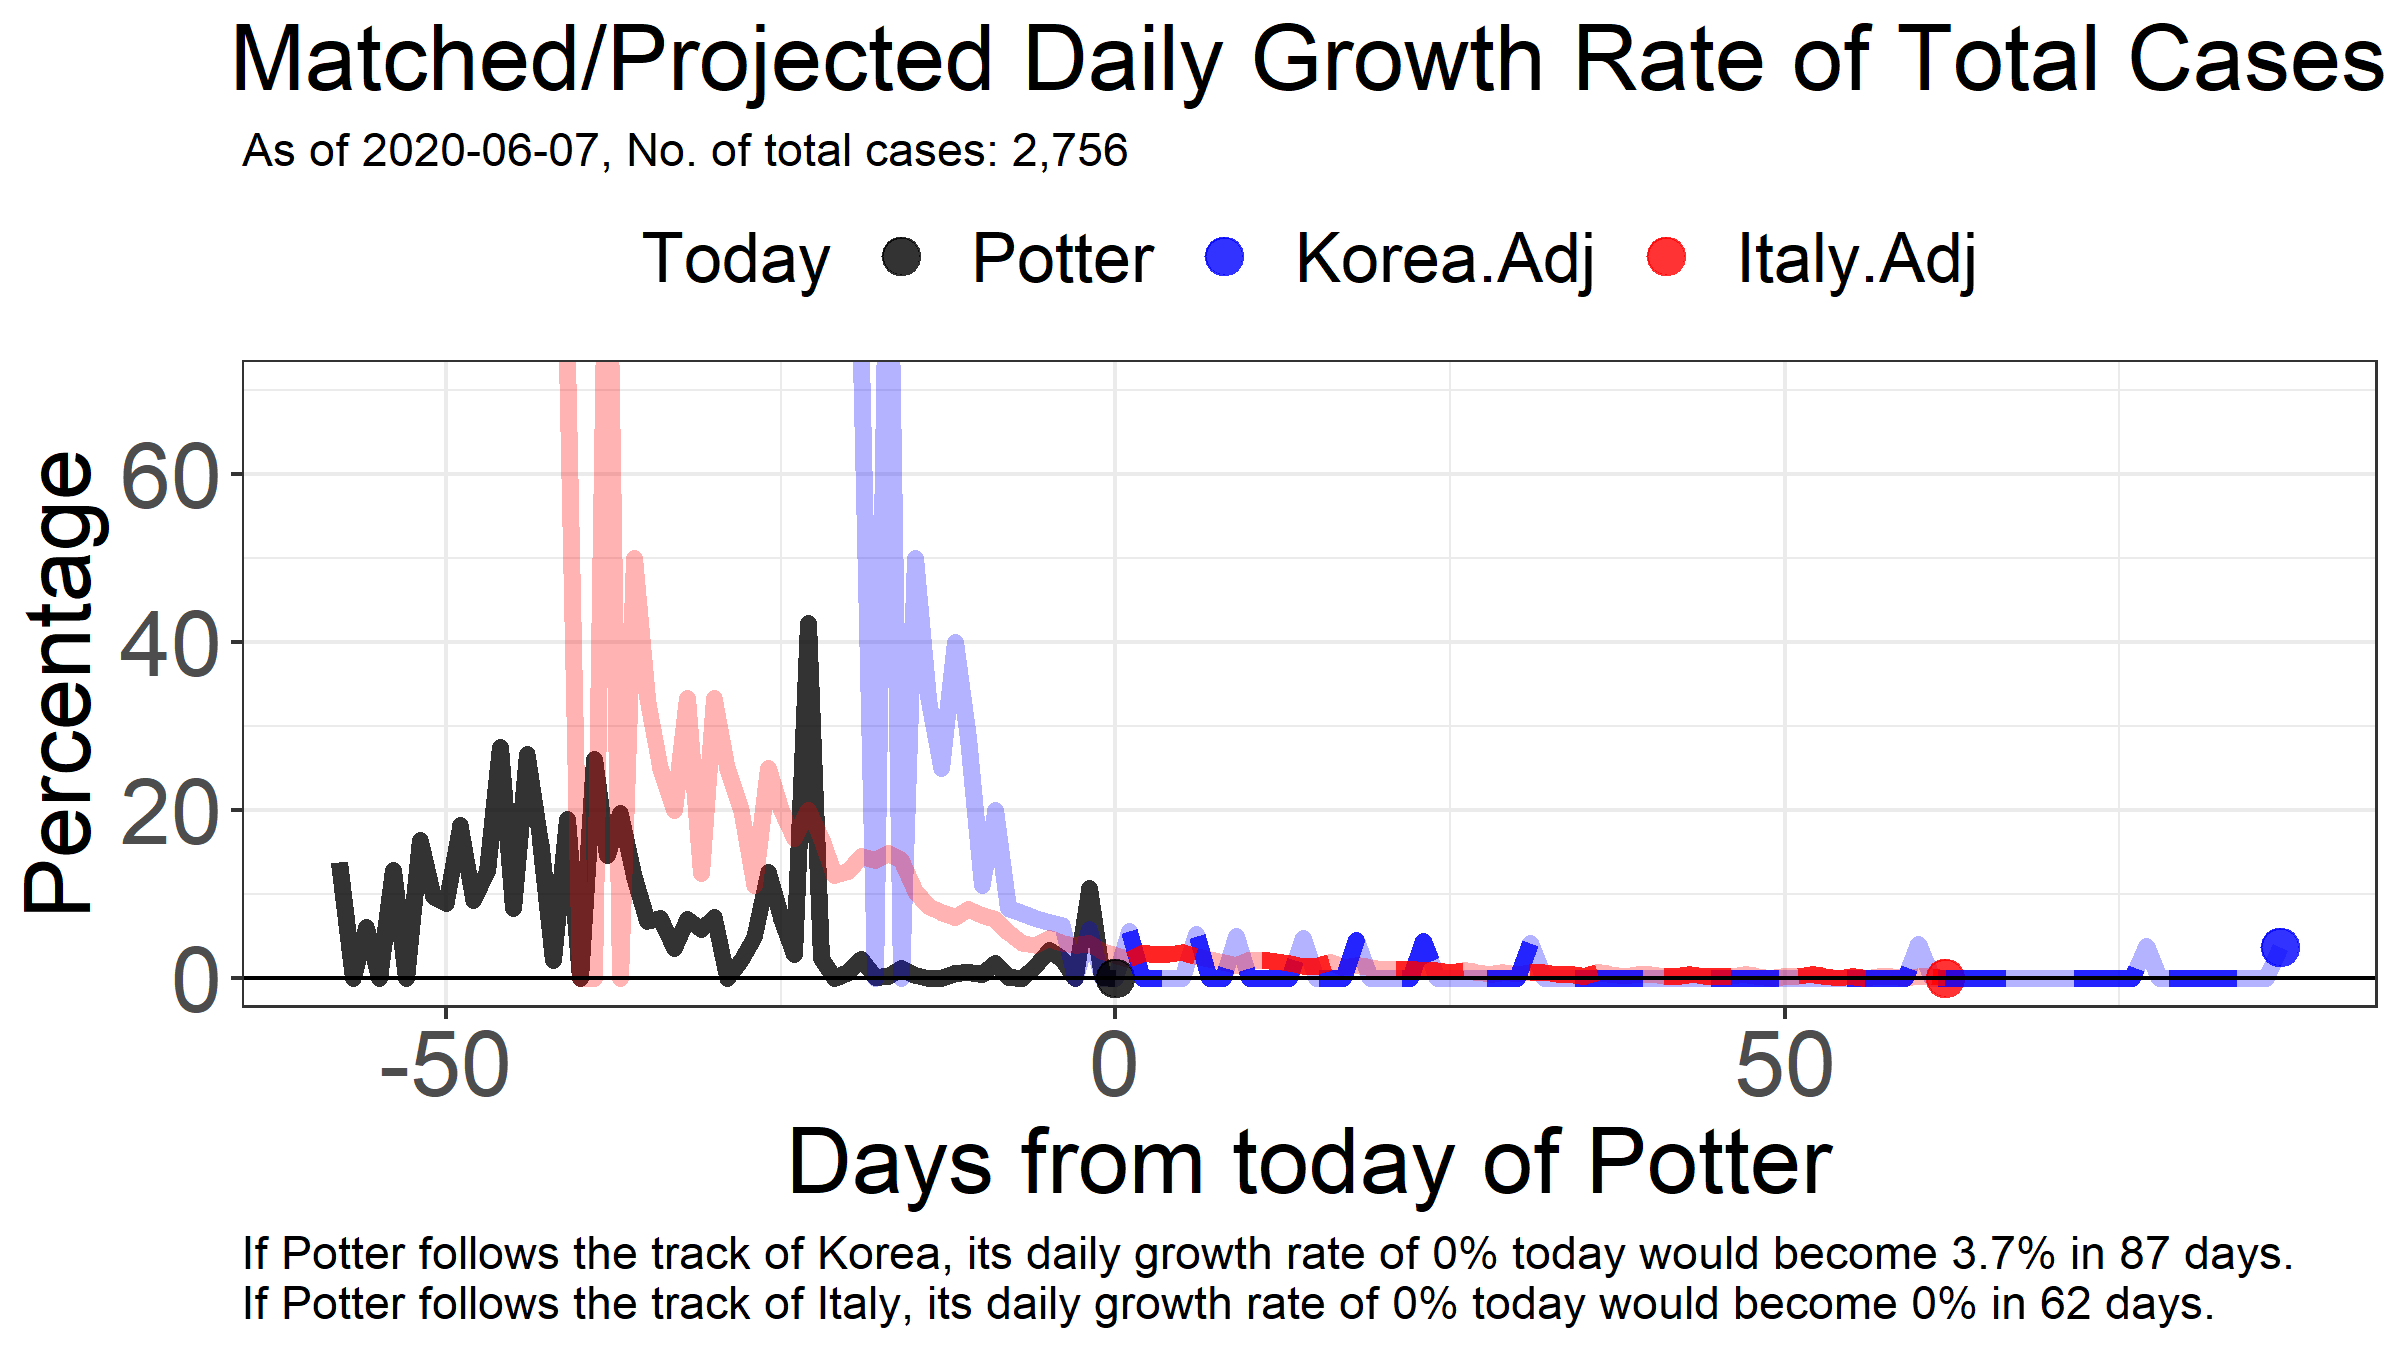 Matched/Projected Daily Growth Rate of Total Cases
As of 2020-06-07, No. of total cases: 2,756
Today Potter Korea.Adj Italy.Adj
Percentage
60
40
20
0
-50 0 50
Days from today of Potter
If Potter follows the track of Korea, its daily growth rate of 0% today would become 3.7% in 87 days.
If Potter follows the track of Italy, its daily growth rate of 0% today would become 0% in 62 days.